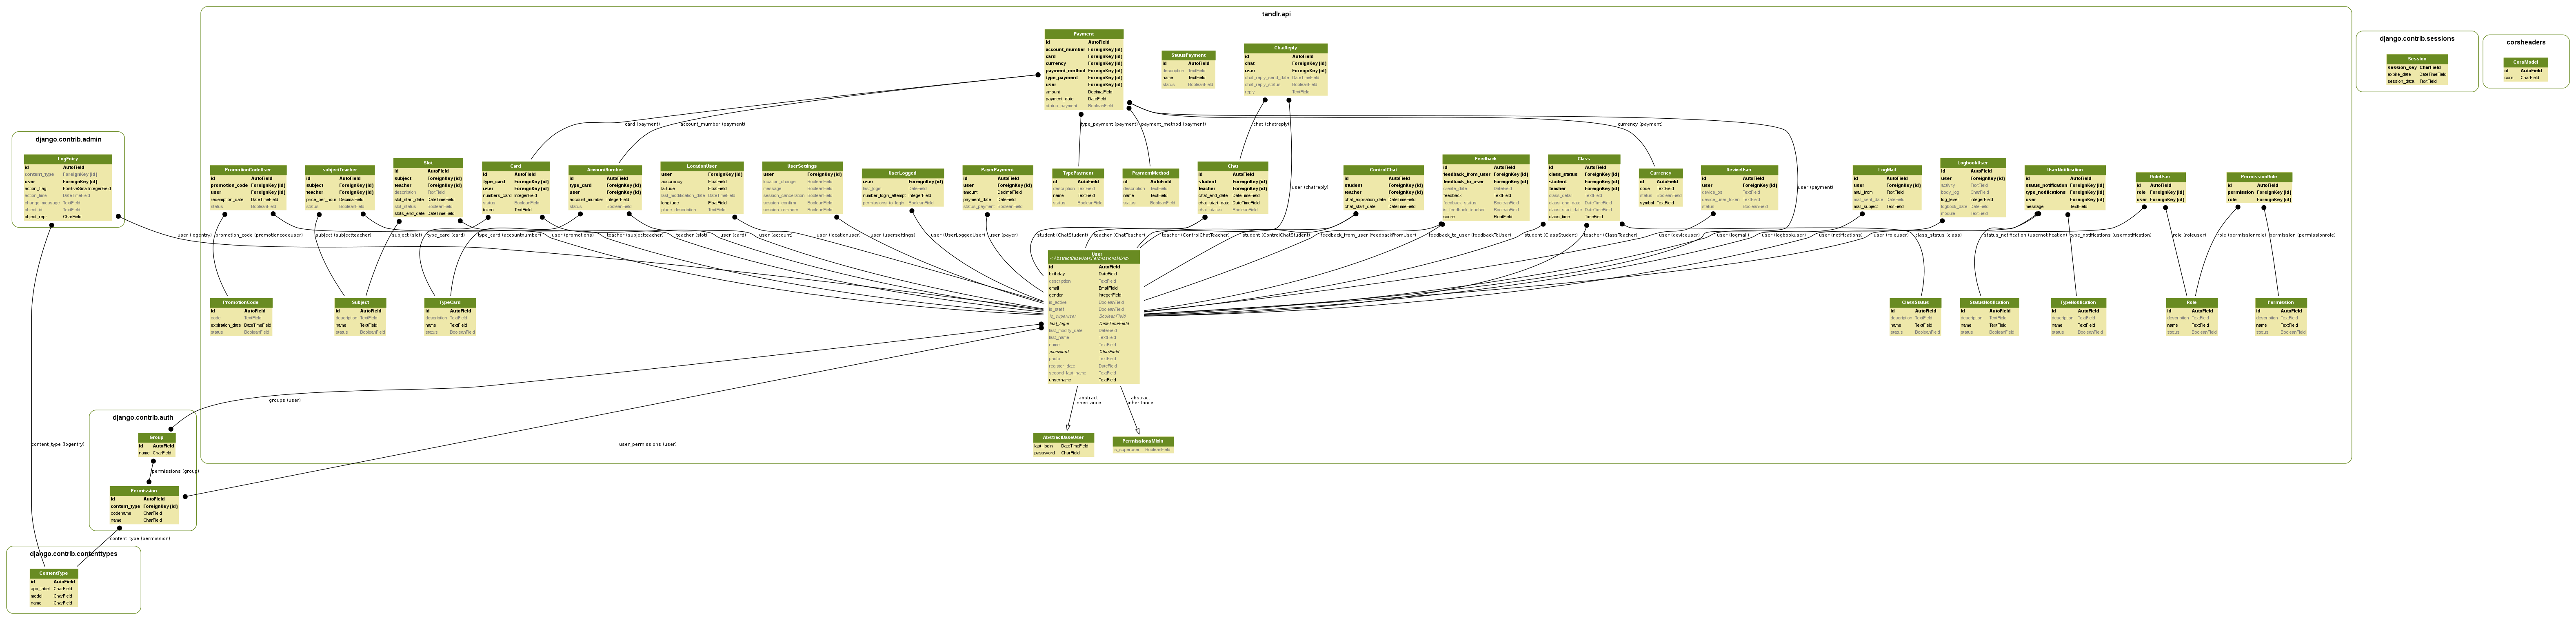 tandlr.api
Payment
id AutoField
account_mumber ForeignKey (id)
card ForeignKey (id)
currency ForeignKey (id)
payment_method ForeignKey (id)
type_payment ForeignKey (id)
user ForeignKey (id)
amount DecimalField
payment_date DateField
status_payment BooleanField
StatusPayment
id AutoField
description TextField
name TextField
status BooleanField
ChatReply
id AutoField
chat ForeignKey (id)
user ForeignKey (id)
chat_reply_send_date DateTimeField
chat_reply_status BooleanField
reply TextField
django.contrib.sessions
Session
session_key CharField
expire_date DateTimeField
session_data TextField
corsheaders
CorsModel
id AutoField
cors CharField
card (payment)
account_mumber (payment)
type_payment (payment)
payment_method (payment)
chat (chatreply)
currency (payment)
user (chatreply)
user (payment)
django.contrib.admin
LogEntry
id AutoField
content_type ForeignKey (id)
user ForeignKey (id)
action_flag PositiveSmallIntegerField
action_time DateTimeField
change_message TextField
object_id TextField
object_repr CharField
PromotionCodeUser
id AutoField
promotion_code ForeignKey (id)
user ForeignKey (id)
redemption_date DateTimeField
status BooleanField
subjectTeacher
id AutoField
subject ForeignKey (id)
teacher ForeignKey (id)
price_per_hour DecimalField
status BooleanField
Slot
id AutoField
subject ForeignKey (id)
teacher ForeignKey (id)
description TextField
slot_start_date DateTimeField
slot_status BooleanField
slots_end_date DateTimeField
Card
id AutoField
type_card ForeignKey (id)
user ForeignKey (id)
numbers_card IntegerField
status BooleanField
token TextField
AccountNumber
id AutoField
type_card ForeignKey (id)
user ForeignKey (id)
account_number IntegerField
status BooleanField
LocationUser
user ForeignKey (id)
accurancy FloatField
latitude FloatField
last_modification_date DateTimeField
longitude FloatField
place_description TextField
UserSettings
user ForeignKey (id)
location_change BooleanField
message BooleanField
session_cancellation BooleanField
session_confirm BooleanField
session_reminder BooleanField
UserLogged
user ForeignKey (id)
last_login DateField
number_login_attempt IntegerField
permissions_to_login BooleanField
PayerPayment
id AutoField
user ForeignKey (id)
amount DecimalField
payment_date DateField
status_payment BooleanField
TypePayment
id AutoField
description TextField
name TextField
status BooleanField
PaymentMethod
id AutoField
description TextField
name TextField
status BooleanField
Chat
id AutoField
student ForeignKey (id)
teacher ForeignKey (id)
chat_end_date DateTimeField
chat_start_date DateTimeField
chat_status BooleanField
ControlChat
id AutoField
student ForeignKey (id)
teacher ForeignKey (id)
chat_expiration_date DateTimeField
chat_start_date DateTimeField
Feedback
id AutoField
feedback_from_user ForeignKey (id)
feedback_to_user ForeignKey (id)
create_date DateField
feedback TextField
feedback_status BooleanField
is_feedback_teacher BooleanField
score FloatField
Class
id AutoField
class_status ForeignKey (id)
student ForeignKey (id)
teacher ForeignKey (id)
class_detail TextField
class_end_date DateTimeField
class_start_date DateTimeField
class_time TimeField
Currency
id AutoField
code TextField
status BooleanField
symbol TextField
DeviceUser
id AutoField
user ForeignKey (id)
device_os TextField
device_user_token TextField
status BooleanField
LogMail
id AutoField
user ForeignKey (id)
mail_from TextField
mail_sent_date DateField
mail_subject TextField
LogbookUser
id AutoField
user ForeignKey (id)
activity TextField
body_log CharField
log_level IntegerField
logbook_date DateField
module TextField
UserNotification
id AutoField
status_notification ForeignKey (id)
type_notifications ForeignKey (id)
user ForeignKey (id)
message TextField
RoleUser
id AutoField
role ForeignKey (id)
user ForeignKey (id)
PermissionRole
id AutoField
permission ForeignKey (id)
role ForeignKey (id)
user (logentry)
promotion_code (promotioncodeuser)
subject (subjectteacher)
subject (slot)
type_card (card)
type_card (accountnumber)
user (promotions)
teacher (subjectteacher)
teacher (slot)
user (card)
user (account)
user (locationuser)
user (usersettings)
user (UserLoggedUser)
user (payer)
student (ChatStudent)
teacher (ChatTeacher)
teacher (ControlChatTeacher)
student (ControlChatStudent)
feedback_from_user (feedbackFromUser)
feedback_to_user (feedbackToUser)
student (ClassStudent)
teacher (ClassTeacher)
user (deviceuser)
user (logmail)
user (logbookuser)
user (notifications)
user (roleuser)
class_status (class)
status_notification (usernotification)
type_notifications (usernotification)
role (roleuser)
role (permissionrole)
permission (permissionrole)
User
< AbstractBaseUser,PermissionsMixin>
id AutoField
birthday DateField
description TextField
email EmailField
gender IntegerField
is_active BooleanField
is_staff BooleanField
is_superuser BooleanField
last_login DateTimeField
last_modify_date DateField
last_name TextField
name TextField
password CharField
photo TextField
register_date DateField
second_last_name TextField
username TextField
PromotionCode
id AutoField
code TextField
expiration_date DateTimeField
status BooleanField
Subject
id AutoField
description TextField
name TextField
status BooleanField
TypeCard
id AutoField
description TextField
name TextField
status BooleanField
ClassStatus
id AutoField
description TextField
name TextField
status BooleanField
StatusNotification
id AutoField
description TextField
name TextField
status BooleanField
TypeNotification
id AutoField
description TextField
name TextField
status BooleanField
Role
id AutoField
description TextField
name TextField
status BooleanField
Permission
id AutoField
description TextField
name TextField
status BooleanField
groups (user)
user_permissions (user)
abstract
inheritance
abstract
inheritance
AbstractBaseUser
last_login DateTimeField
password CharField
PermissionsMixin
is_superuser BooleanField
django.contrib.auth
Group
id AutoField
name CharField
content_type (logentry)
permissions (group)
Permission
id AutoField
content_type ForeignKey (id)
codename CharField
name CharField
content_type (permission)
django.contrib.contenttypes
ContentType
id AutoField
app_label CharField
model CharField
name CharField